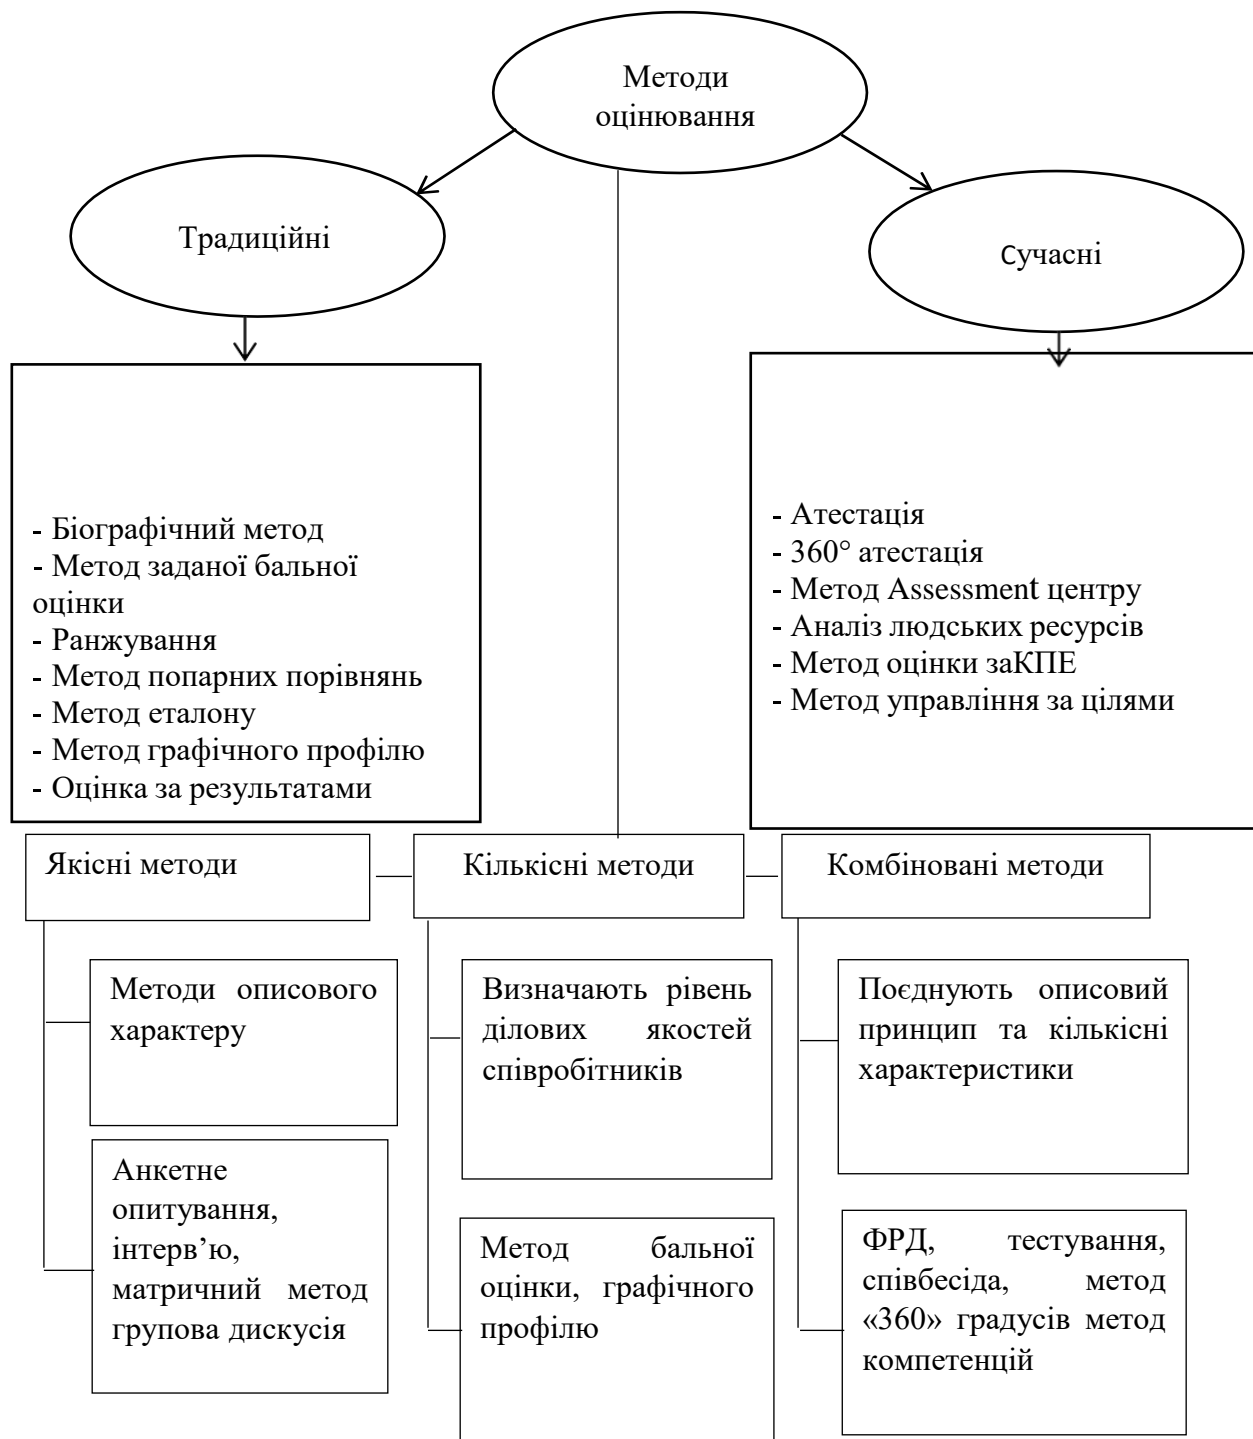 Методи
оцінювання
Традиційні
Сучасні
- Біографічний метод
- Метод заданої бальної
оцінки
- Ранжування
- Метод попарних порівнянь
- Метод еталону
- Метод графічного профілю
- Оцінка за результатами
- Атестація
- 360° атестація
- Метод Assessment центру
- Аналіз людських ресурсів
- Метод оцінки заКПЕ
- Метод управління за цілями
Якісні методи
Кількісні методи
Комбіновані методи
Методи описового
характеру
Визначають рівень
ділових якостей
співробітників
Поєднують описовий
принцип та кількісні
характеристики
Анкетне
опитування,
інтерв’ю,
матричний метод
групова дискусія
Метод бальної
оцінки, графічного
профілю
ФРД, тестування,
співбесіда, метод
«360» градусів метод
компетенцій